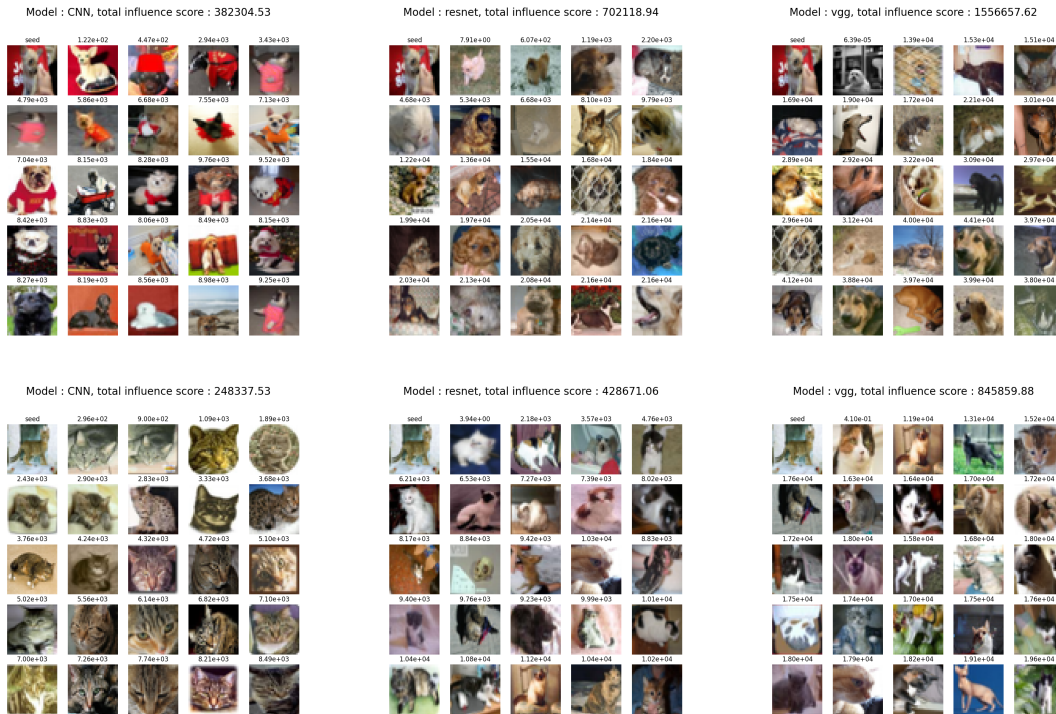 Model : CNN, total influence score : 382304.53
Model : resnet, total influence score : 702118.94
Model : vgg, total influence score : 1556657.62
seed 1.22e+02 4.47e+02 2.94e+03 3.43e+03
seed 7.91e+00 6.07e+02 1.19e+03 2.20e+03
seed 6.39e-05 1.39e+04 1.53e+04 1.51e+04
4.79e+03 5.86e+03 6.68e+03 7.55e+03 7.13e+03
4.68e+03 5.34e+03 6.68e+03 8.10e+03 9.79e+03
1.69e+04 1.90e+04 1.72e+04 2.21e+04 3.01e+04
7.04e+03 8.15e+03 8.28e+03 9.76e+03 9.52e+03
1.22e+04 1.36e+04 1.55e+04 1.68e+04 1.84e+04
2.89e+04 2.92e+04 3.22e+04 3.09e+04 2.97e+04
8.42e+03 8.83e+03 8.06e+03 8.49e+03 8.15e+03
1.99e+04 1.97e+04 2.05e+04 2.14e+04 2.16e+04
2.96e+04 3.12e+04 4.00e+04 4.41e+04 3.97e+04
8.27e+03 8.19e+03 8.56e+03 8.98e+03 9.25e+03
2.03e+04 2.13e+04 2.08e+04 2.16e+04 2.16e+04
4.12e+04 3.88e+04 3.97e+04 3.99e+04 3.80e+04
Model : CNN, total influence score : 248337.53
Model : resnet, total influence score : 428671.06
Model : vgg, total influence score : 845859.88
seed 2.96e+02 9.00e+02 1.09e+03 1.89e+03
seed 3.94e+00 2.18e+03 3.57e+03 4.76e+03
seed 4.10e-01 1.19e+04 1.31e+04 1.52e+04
2.43e+03 2.90e+03 2.83e+03 3.33e+03 3.68e+03
6.21e+03 6.53e+03 7.27e+03 7.39e+03 8.02e+03
1.76e+04 1.63e+04 1.64e+04 1.70e+04 1.72e+04
3.76e+03 4.24e+03 4.32e+03 4.72e+03 5.10e+03
8.17e+03 8.84e+03 9.42e+03 1.03e+04 8.83e+03
1.72e+04 1.80e+04 1.58e+04 1.68e+04 1.80e+04
5.02e+03 5.56e+03 6.14e+03 6.82e+03 7.10e+03
9.40e+03 9.76e+03 9.23e+03 9.99e+03 1.01e+04
1.75e+04 1.74e+04 1.70e+04 1.75e+04 1.76e+04
7.00e+03 7.26e+03 7.74e+03 8.21e+03 8.49e+03
1.04e+04 1.08e+04 1.12e+04 1.04e+04 1.02e+04
1.80e+04 1.79e+04 1.82e+04 1.91e+04 1.96e+04